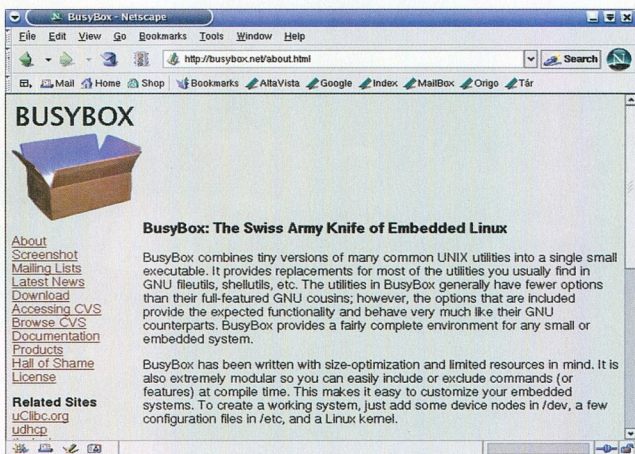 BusyBox - Netscape
File Edit View Go Bookmarks Tools Window Help
http://busybox.net/about.html
Search
Mail Home Shop Bookmarks AltaVista Google Index MailBox Origo Tár
BUSYBOX
About
Screenshot
Mailing Lists
Latest News
Download
Accessing CVS
Browse CVS
Documentation
Products
Hall of Shame
License
Related Sites
uClibc.org
udhcp
BusyBox: The Swiss Army Knife of Embedded Linux
BusyBox combines tiny versions of many common UNIX utilities into a single small
executable. It provides replacements for most of the utilities you usually find in
GNU fileutils, shellutils, etc. The utilities in BusyBox generally have fewer options
than their full-featured GNU cousins; however, the options that are included
provide the expected functionality and behave very much like their GNU
counterparts. BusyBox provides a fairly complete environment for any small or
embedded system.
BusyBox has been written with size-optimization and limited resources in mind. It is
also extremely modular so you can easily include or exclude commands (or
features) at compile time. This makes it easy to customize your embedded
systems. To create a working system, just add some device nodes in /dev, a few
configuration files in /etc, and a Linux kernel.